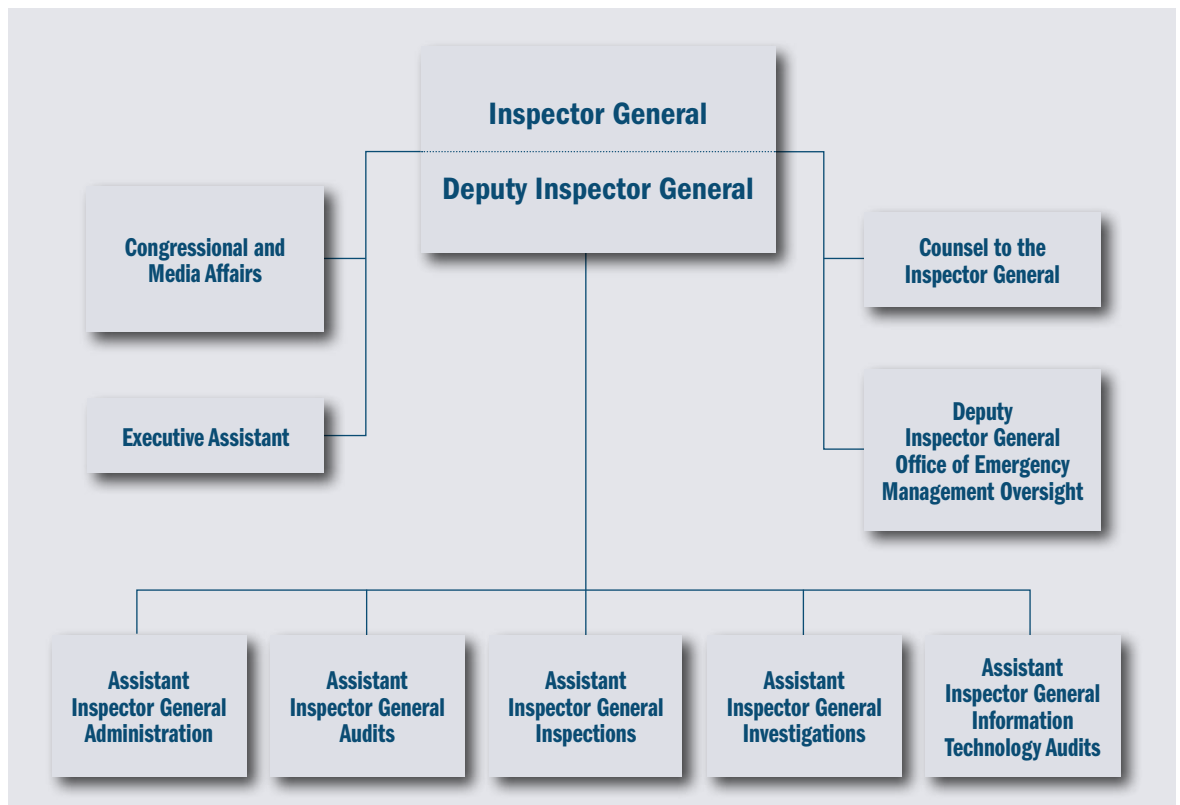 Inspector General
Deputy Inspector General
Congressional and
Media Affairs
Counsel to the
Inspector General
Executive Assistant
Deputy
Inspector General
Office of Emergency
Management Oversight
Assistant
Inspector General
Administration
Assistant
Inspector General
Audits
Assistant
Inspector General
Inspections
Assistant
Inspector General
Investigations
Assistant
Inspector General
Information
Technology Audits